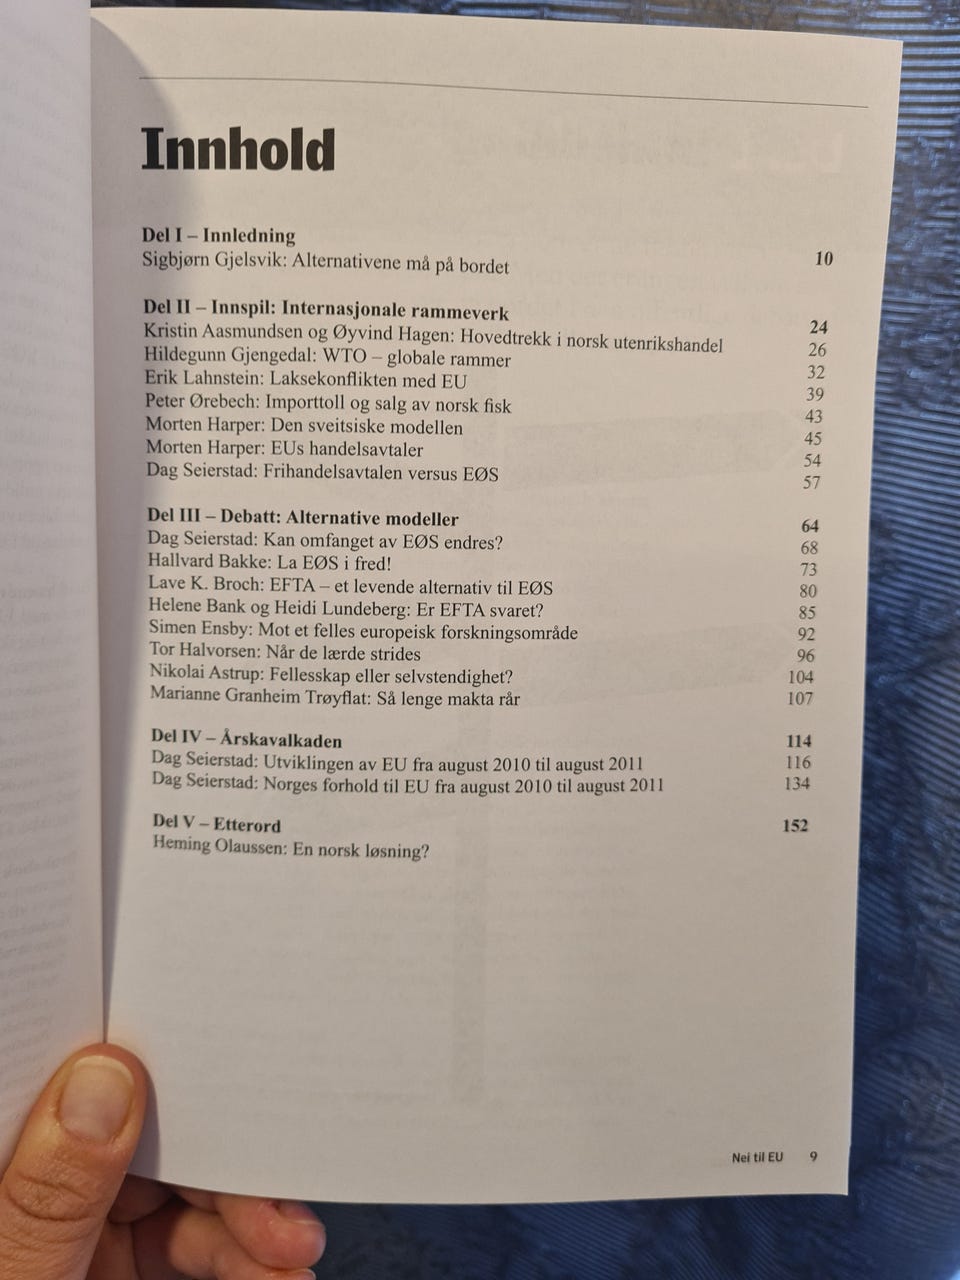 Innhold
Del I – Innledning 10
Sigbjørn Gjelsvik: Alternativene må på bordet
Del II – Innspil: Internasjonale rammeverk 24
Kristin Aasmundsen og Øyvind Hagen: Hovedtrekk i norsk utenrikshandel 26
Hildegunn Gjengedal: WTO – globale rammer 32
Erik Lahnstein: Laksekonflikten med EU 39
Peter Ørebech: Importtoll og salg av norsk fisk 43
Morten Harper: Den sveitsiske modellen 45
Morten Harper: EUs handelsavtaler 54
Dag Seierstad: Frihandelsavtalen versus EØS 57
Del III – Debatt: Alternative modeller 64
Dag Seierstad: Kan omfanget av EØS endres? 68
Hallvard Bakke: La EØS i fred! 73
Lave K. Broch: EFTA – et levende alternativ til EØS 80
Helene Bank og Heidi Lundeberg: Er EFTA svaret? 85
Simen Ensby: Mot et felles europeisk forskningsområde 92
Tor Halvorsen: Når de lærde strides 96
Nikolai Astrup: Fellesskap eller selvstendighet? 104
Marianne Granheim Trøyflat: Så lenge makta rår 107
Del IV – Årskavalkaden 114
Dag Seierstad: Utviklingen av EU fra august 2010 til august 2011 116
Dag Seierstad: Norges forhold til EU fra august 2010 til august 2011 134
Del V – Etterord 152
Heming Olaussen: En norsk løsning?
Nei til EU 9